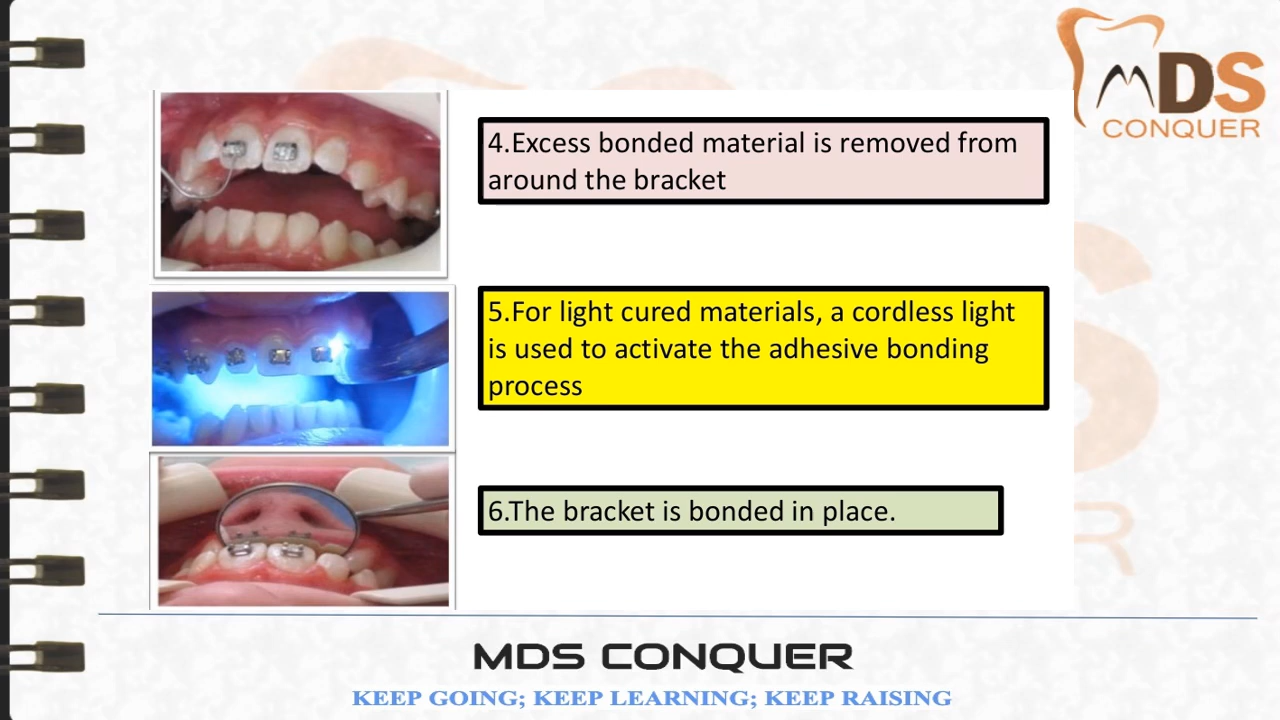 MDS
CONQUER
4.Excess bonded material is removed from
around the bracket
5.For light cured materials, a cordless light
is used to activate the adhesive bonding
process
6.The bracket is bonded in place.
MDS CONQUER
KEEP GOING; KEEP LEARNING; KEEP RAISING